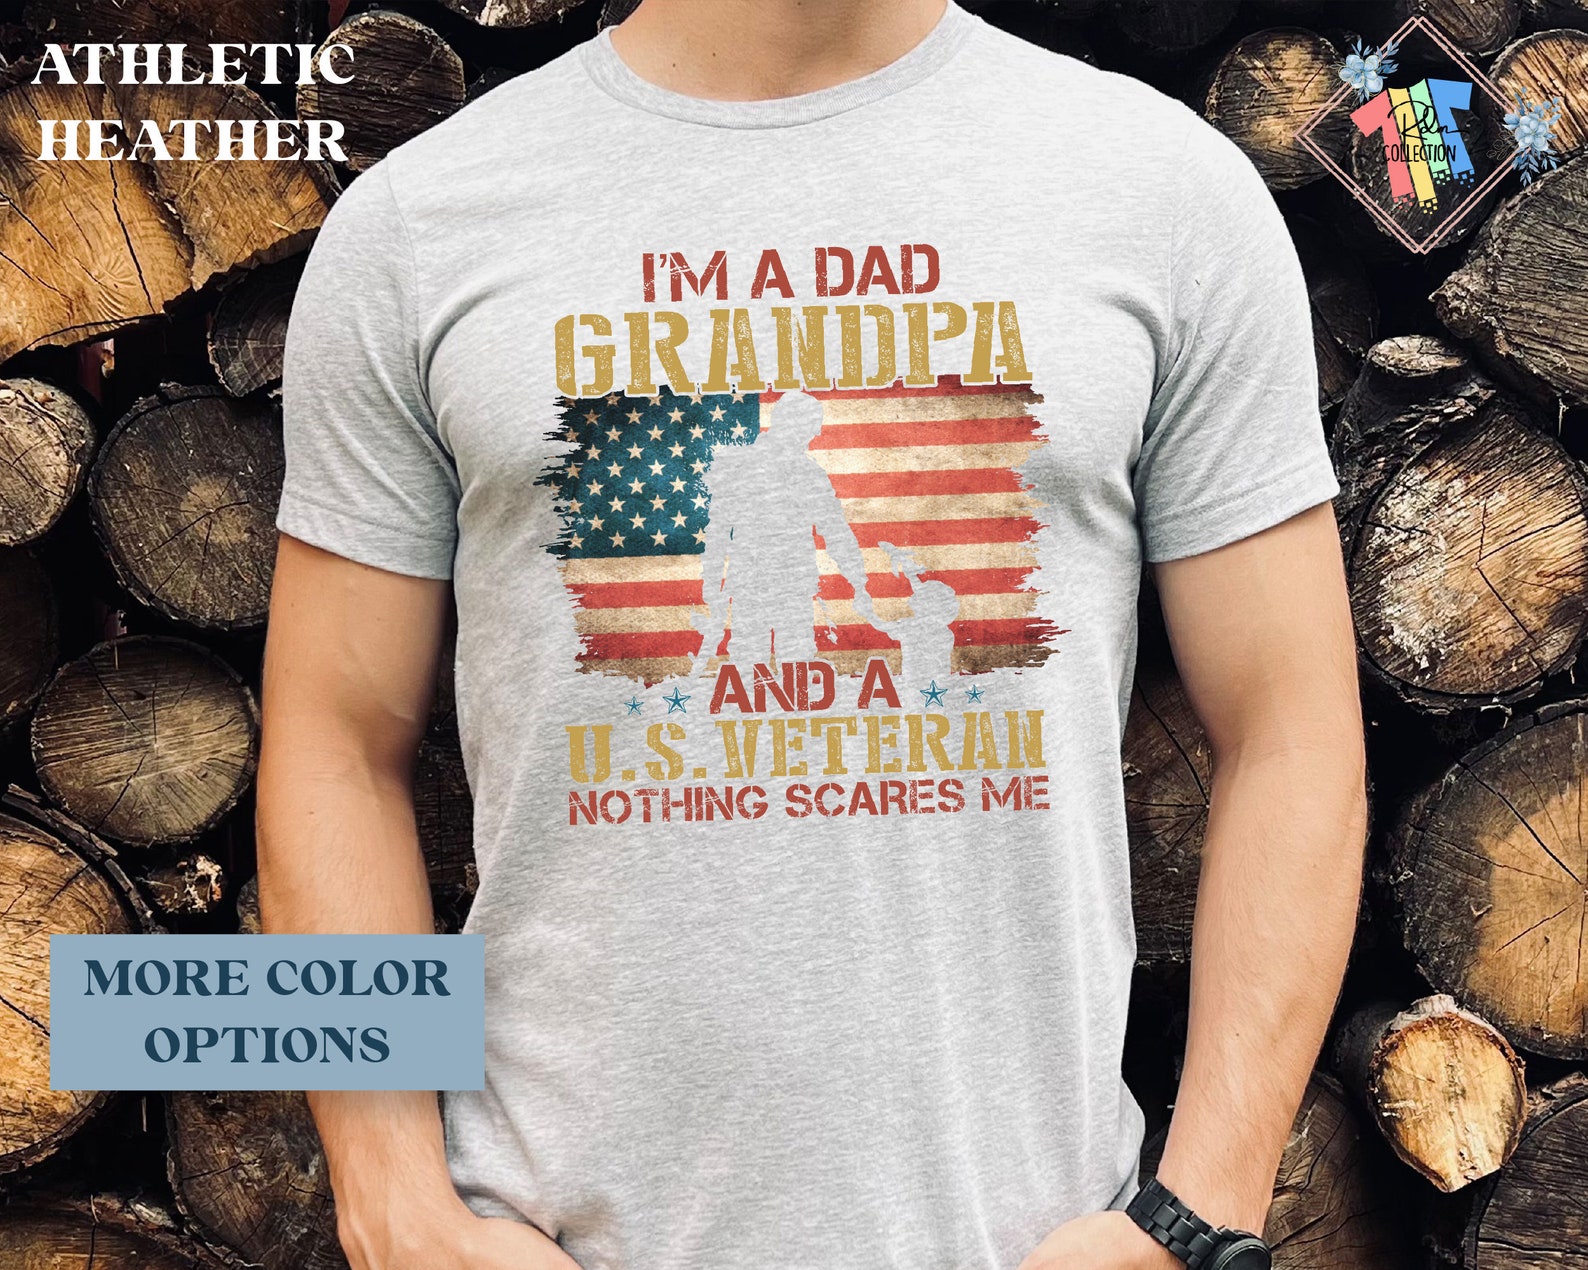 ATHLETIC
HEATHER
COLLECTION
I'M A DAD
GRANDPA
AND A
U.S. VETERAN
NOTHING SCARES ME
MORE COLOR
OPTIONS